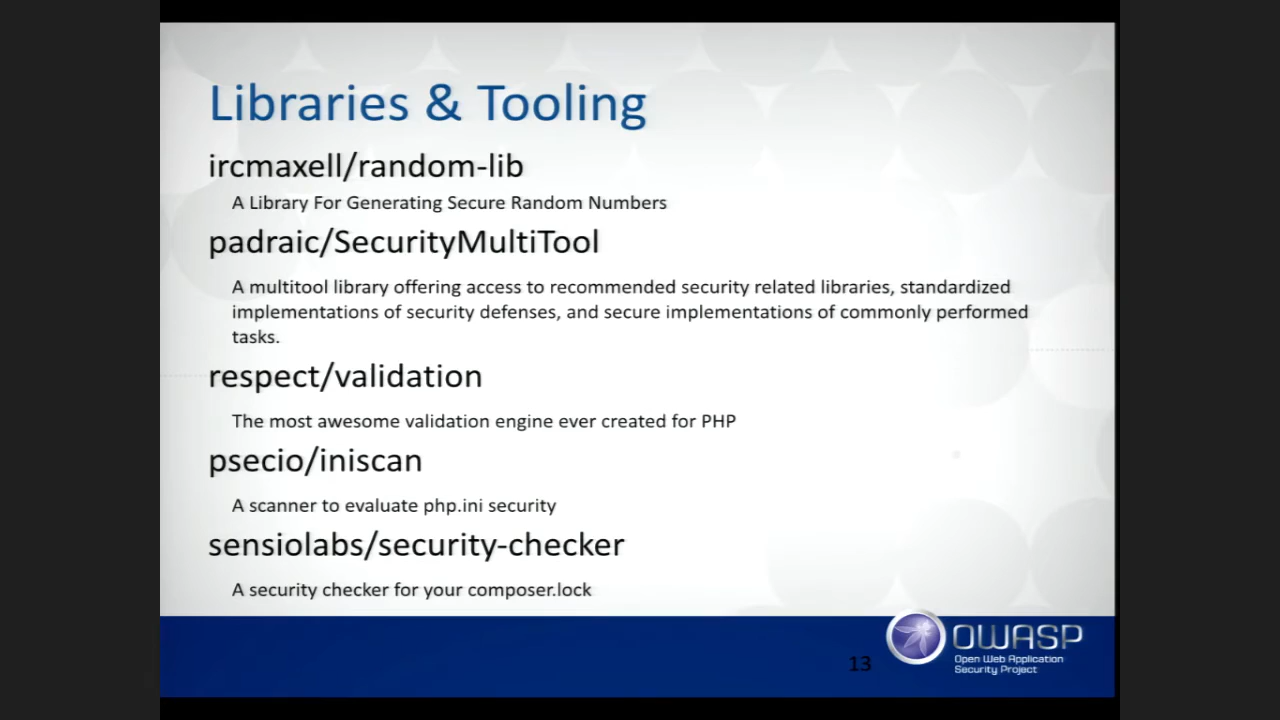 Libraries & Tooling
ircmaxell/random-lib
A Library For Generating Secure Random Numbers
padraic/SecurityMultiTool
A multitool library offering access to recommended security related libraries, standardized
implementations of security defenses, and secure implementations of commonly performed
tasks.
respect/validation
The most awesome validation engine ever created for PHP
psecio/iniscan
A scanner to evaluate php.ini security
sensiolabs/security-checker
A security checker for your composer.lock
13
OWASP
Open Web Application
Security Project